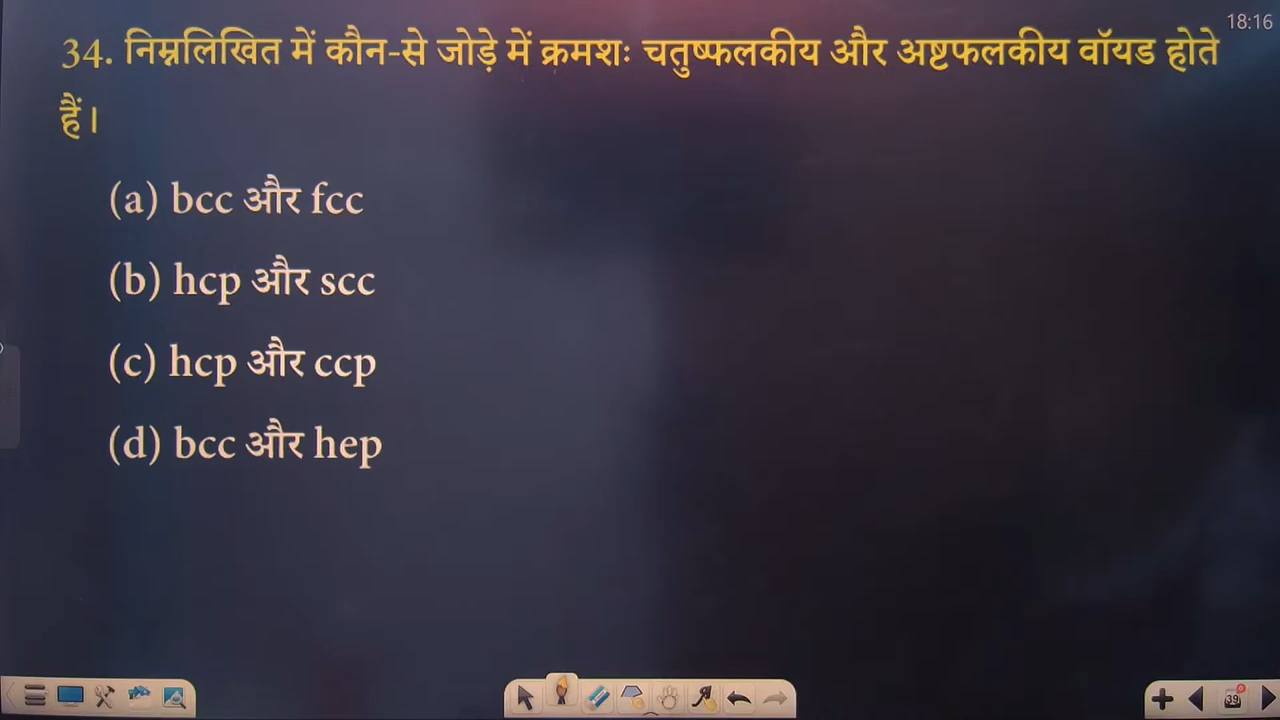 18:16
34. निम्नलिखित में कौन-से जोड़े में क्रमशः चतुष्फलकीय और अष्टफलकीय वॉयड होते
हैं।
(a) bcc और fcc
(b) hcp और scc
(c) hcp और ccp
(d) bcc और hep
39